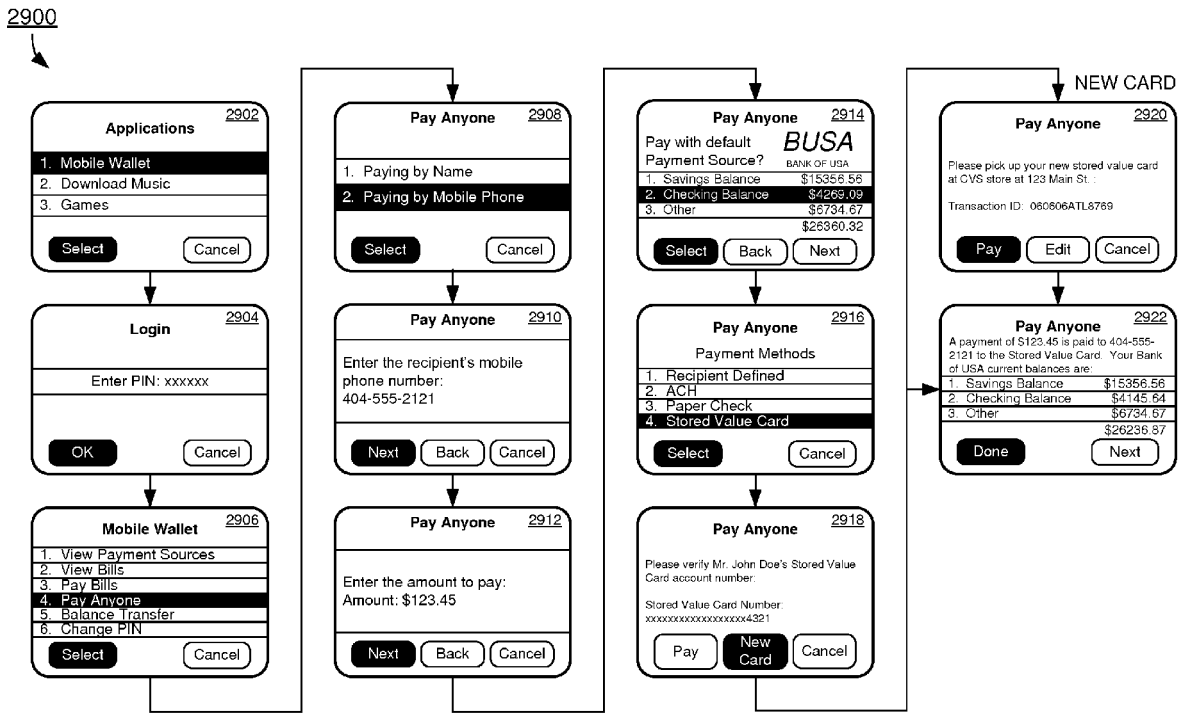 2900
2902
Applications
1. Mobile Wallet
2. Download Music
3. Games
Select
Cancel
2904
Login
Enter PIN: xxxxxx
OK
Cancel
2906
Mobile Wallet
1. View Payment Sources
2. View Bills
3. Pay Bills
4. Pay Anyone
5. Balance Transfer
6. Change PIN
Select
Cancel
2908
Pay Anyone
1. Paying by Name
2. Paying by Mobile Phone
Select
Cancel
2910
Pay Anyone
Enter the recipient's mobile
phone number:
404-555-2121
Next
Back
Cancel
2912
Pay Anyone
Enter the amount to pay:
Amount: $123.45
Next
Back
Cancel
2914
Pay Anyone
Pay with default
Payment Source?
BUSA
BANK OF USA
1. Savings Balance $15356.56
2. Checking Balance $4269.09
3. Other $6734.67
$26360.32
Select
Back
Next
2916
Pay Anyone
Payment Methods
1. Recipient Defined
2. ACH
3. Paper Check
4. Stored Value Card
Select
Cancel
2918
Pay Anyone
Please verify Mr. John Doe's Stored Value
Card account number:
Stored Value Card Number:
xxxxxxxxxxxxxxxxxx4321
Pay
New
Card
Cancel
NEW CARD
2920
Pay Anyone
Please pick up your new stored value card
at CVS store at 123 Main St. :
Transaction ID: 060606ATL8769
Pay
Edit
Cancel
2922
Pay Anyone
A payment of $123.45 is paid to 404-555-
2121 to the Stored Value Card. Your Bank
of USA current balances are:
1. Savings Balance $15356.56
2. Checking Balance $4145.64
3. Other $6734.67
$26236.87
Done
Next